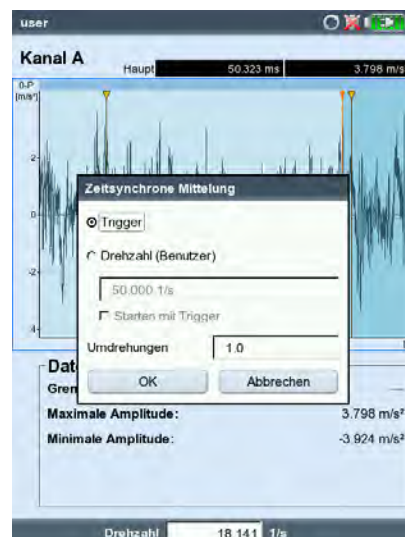 user
Kanal A
Haupt 50.323 ms 3.798 m/s
0-P
[m/s²]
2
0
-2
4
Zeitsynchrone Mittelung
Trigger
Drehzahl (Benutzer)
50.000 1/s
Starten mit Trigger
Umdrehungen 1.0
OK Abbrechen
Dat
Gren
Maximale Amplitude: 3.798 m/s²
Minimale Amplitude: -3.924 m/s²
Drehzahl 18.141 1/s